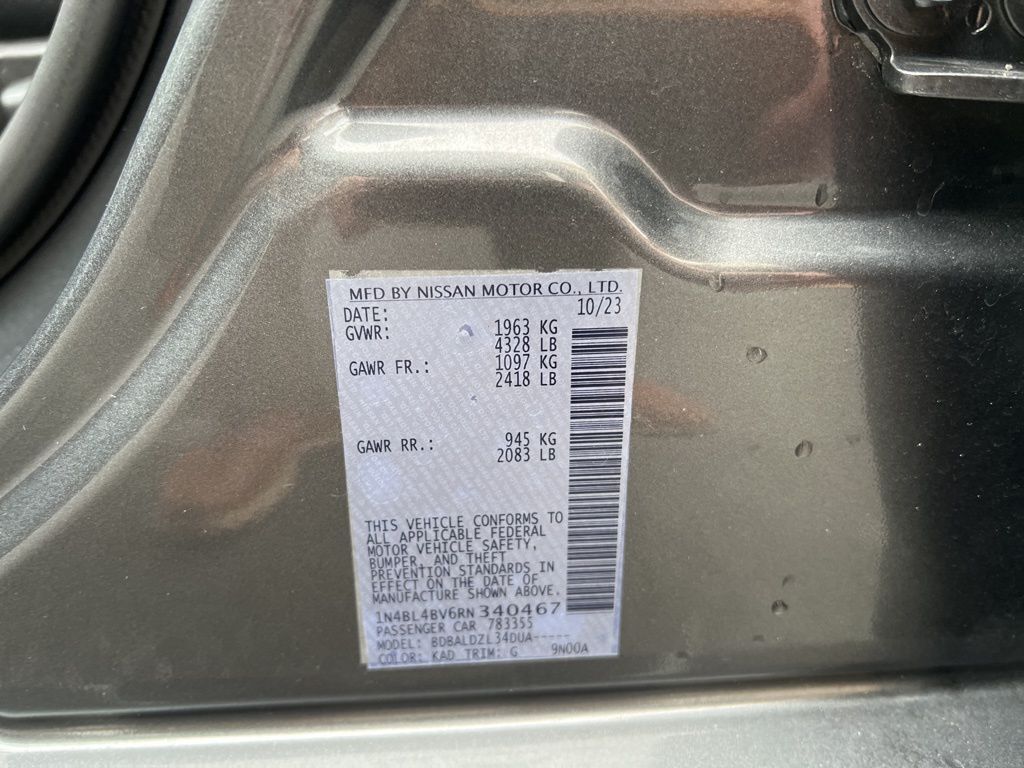 MFD BY NISSAN MOTOR CO., LTD.
DATE: 10/23
GVWR: 1963 KG
4328 LB
GAWR FR.: 1097 KG
2418 LB
GAWR RR.: 945 KG
2083 LB
THIS VEHICLE CONFORMS TO
ALL APPLICABLE FEDERAL
MOTOR VEHICLE SAFETY,
BUMPER, AND THEFT
PREVENTION STANDARDS IN
EFFECT ON THE DATE OF
MANUFACTURE SHOWN ABOVE.
1N4BL4BV6RN340467
PASSENGER CAR 783355
MODEL: BDBALDZL34DUA-----
COLOR: KAD TRIM: G 9N00A